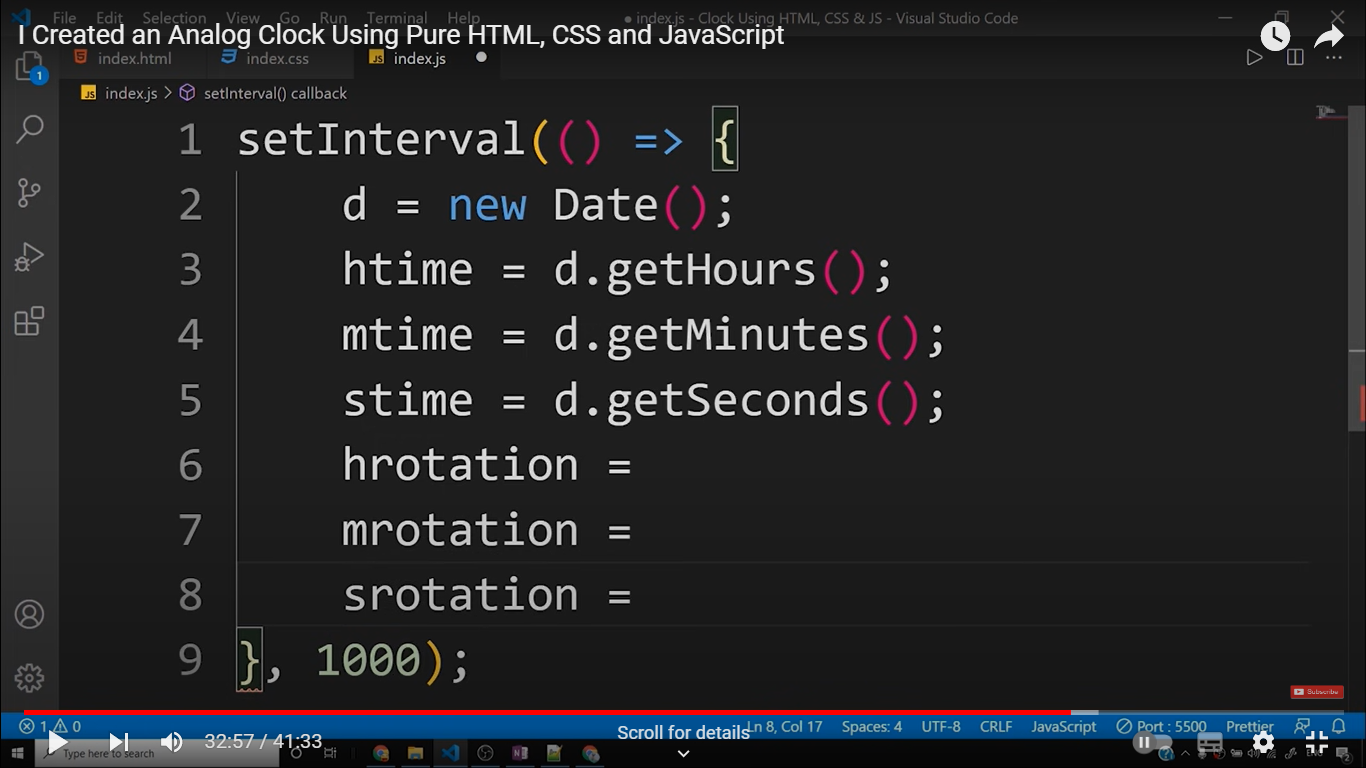 File Edit Selection View Go Run Terminal Help ● index.js - Clock Using HTML, CSS & JS - Visual Studio Code
I Created an Analog Clock Using Pure HTML, CSS and JavaScript
index.html index.css JS index.js
1
JS index.js > setInterval() callback
1 setInterval(() => {
2 d = new Date();
3 htime = d.getHours();
4 mtime = d.getMinutes();
5 stime = d.getSeconds();
6 hrotation =
7 mrotation =
8 srotation =
9 }, 1000);
Subscribe
1 0 Ln 8, Col 17 Spaces: 4 UTF-8 CRLF JavaScript Port : 5500 Prettier
Scroll for details
32:57 / 41:33
Type here to search